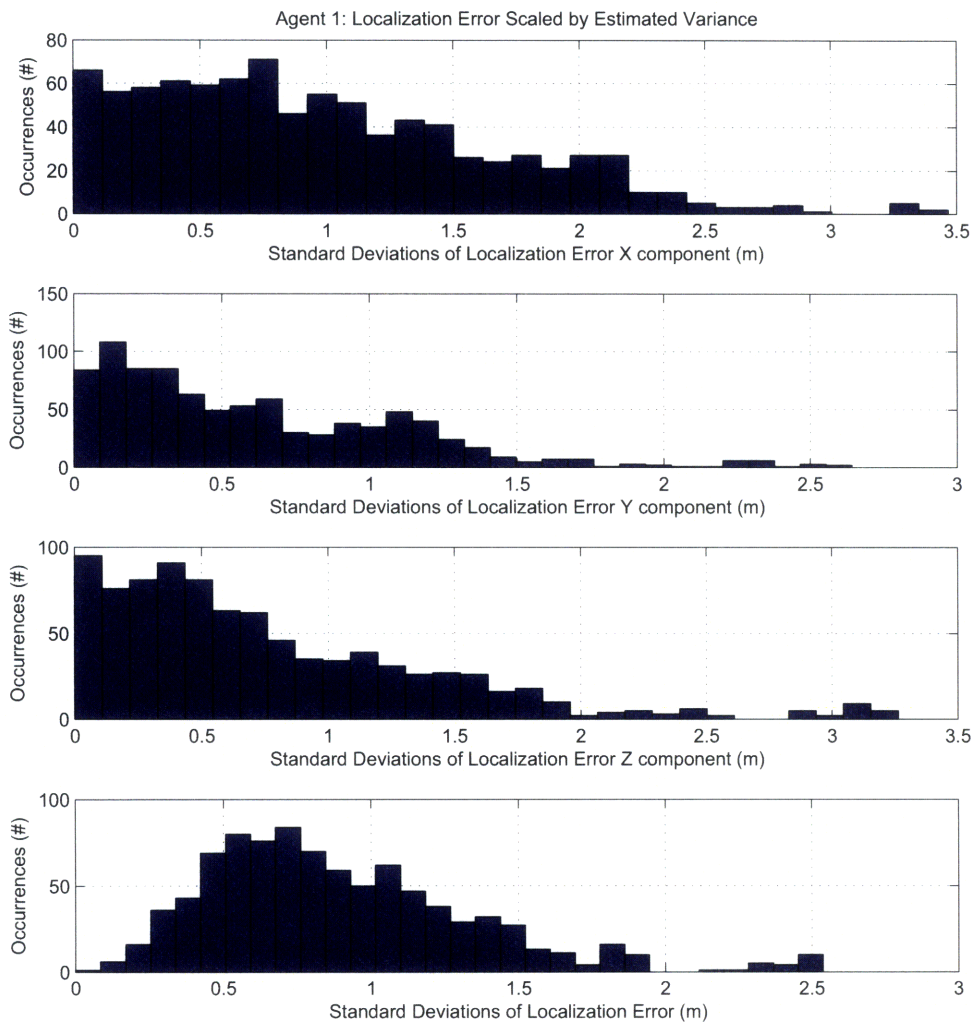 Agent 1: Localization Error Scaled by Estimated Variance
80
60
40
20
0
Occurrences (#)
0 0.5 1 1.5 2 2.5 3 3.5
Standard Deviations of Localization Error X component (m)
150
100
50
0
Occurrences (#)
0 0.5 1 1.5 2 2.5 3
Standard Deviations of Localization Error Y component (m)
100
50
0
Occurrences (#)
0 0.5 1 1.5 2 2.5 3 3.5
Standard Deviations of Localization Error Z component (m)
100
50
0
Occurrences (#)
0 0.5 1 1.5 2 2.5 3
Standard Deviations of Localization Error (m)